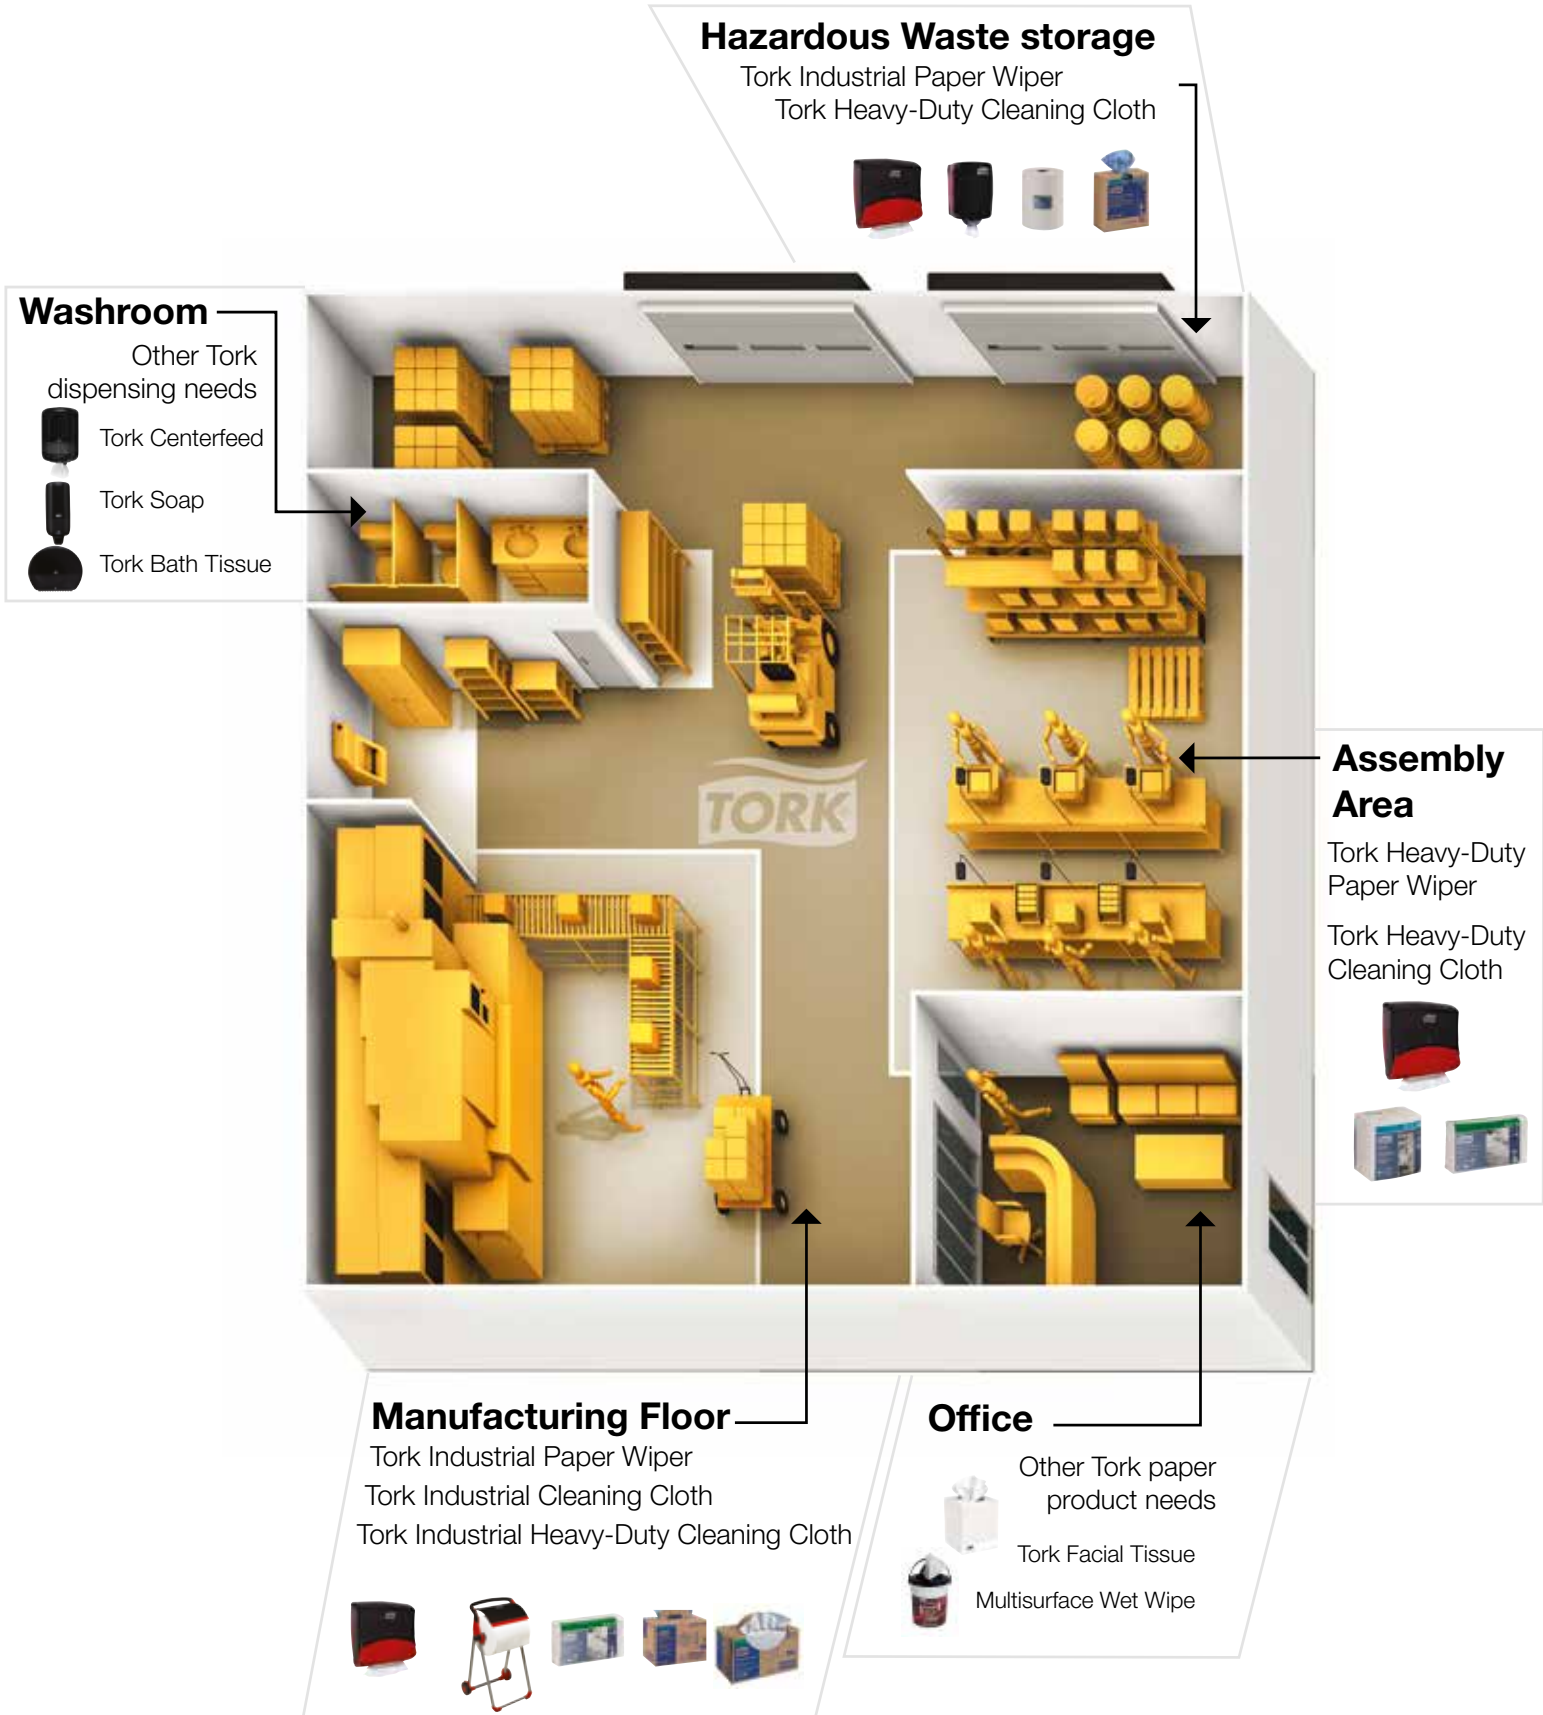 Hazardous Waste storage
Tork Industrial Paper Wiper
Tork Heavy-Duty Cleaning Cloth
Washroom
Other Tork
dispensing needs
Tork Centerfeed
Tork Soap
Tork Bath Tissue
TORK
Assembly
Area
Tork Heavy-Duty
Paper Wiper
Tork Heavy-Duty
Cleaning Cloth
Manufacturing Floor
Tork Industrial Paper Wiper
Tork Industrial Cleaning Cloth
Tork Industrial Heavy-Duty Cleaning Cloth
Office
Other Tork paper
product needs
Tork Facial Tissue
Multisurface Wet Wipe